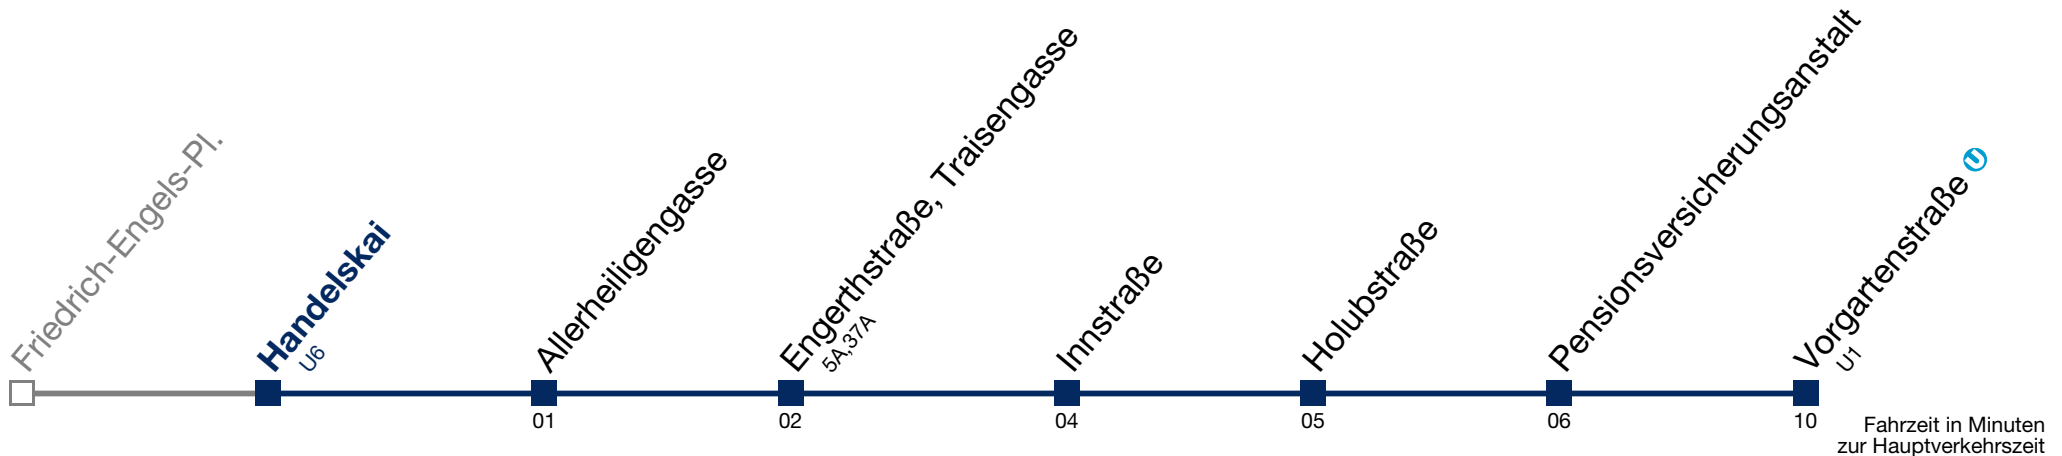 Friedrich-Engels-Pl.
Handelskai
U6
Allerheiligengasse
01
Engerthstraße, Traisengasse
5A,37A
02
Innstraße
04
Holubstraße
05
Pensionsversicherungsanstalt
06
Vorgartenstraße U
U1
10
Fahrzeit in Minuten
zur Hauptverkehrszeit